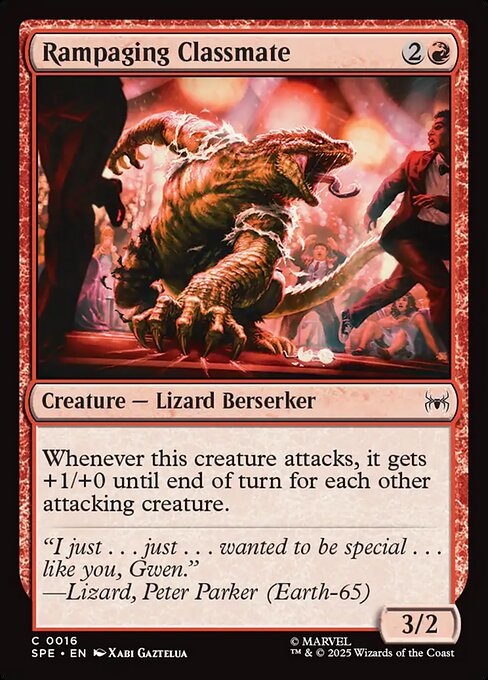 Rampaging Classmate 2
Creature — Lizard Berserker
Whenever this creature attacks, it gets
+1/+0 until end of turn for each other
attacking creature.
“I just . . . just . . . wanted to be special . . .
like you, Gwen.”
—Lizard, Peter Parker (Earth-65)
3/2
C 0016
SPE • EN XABI GAZTELUA
© MARVEL
™ & © 2025 Wizards of the Coast